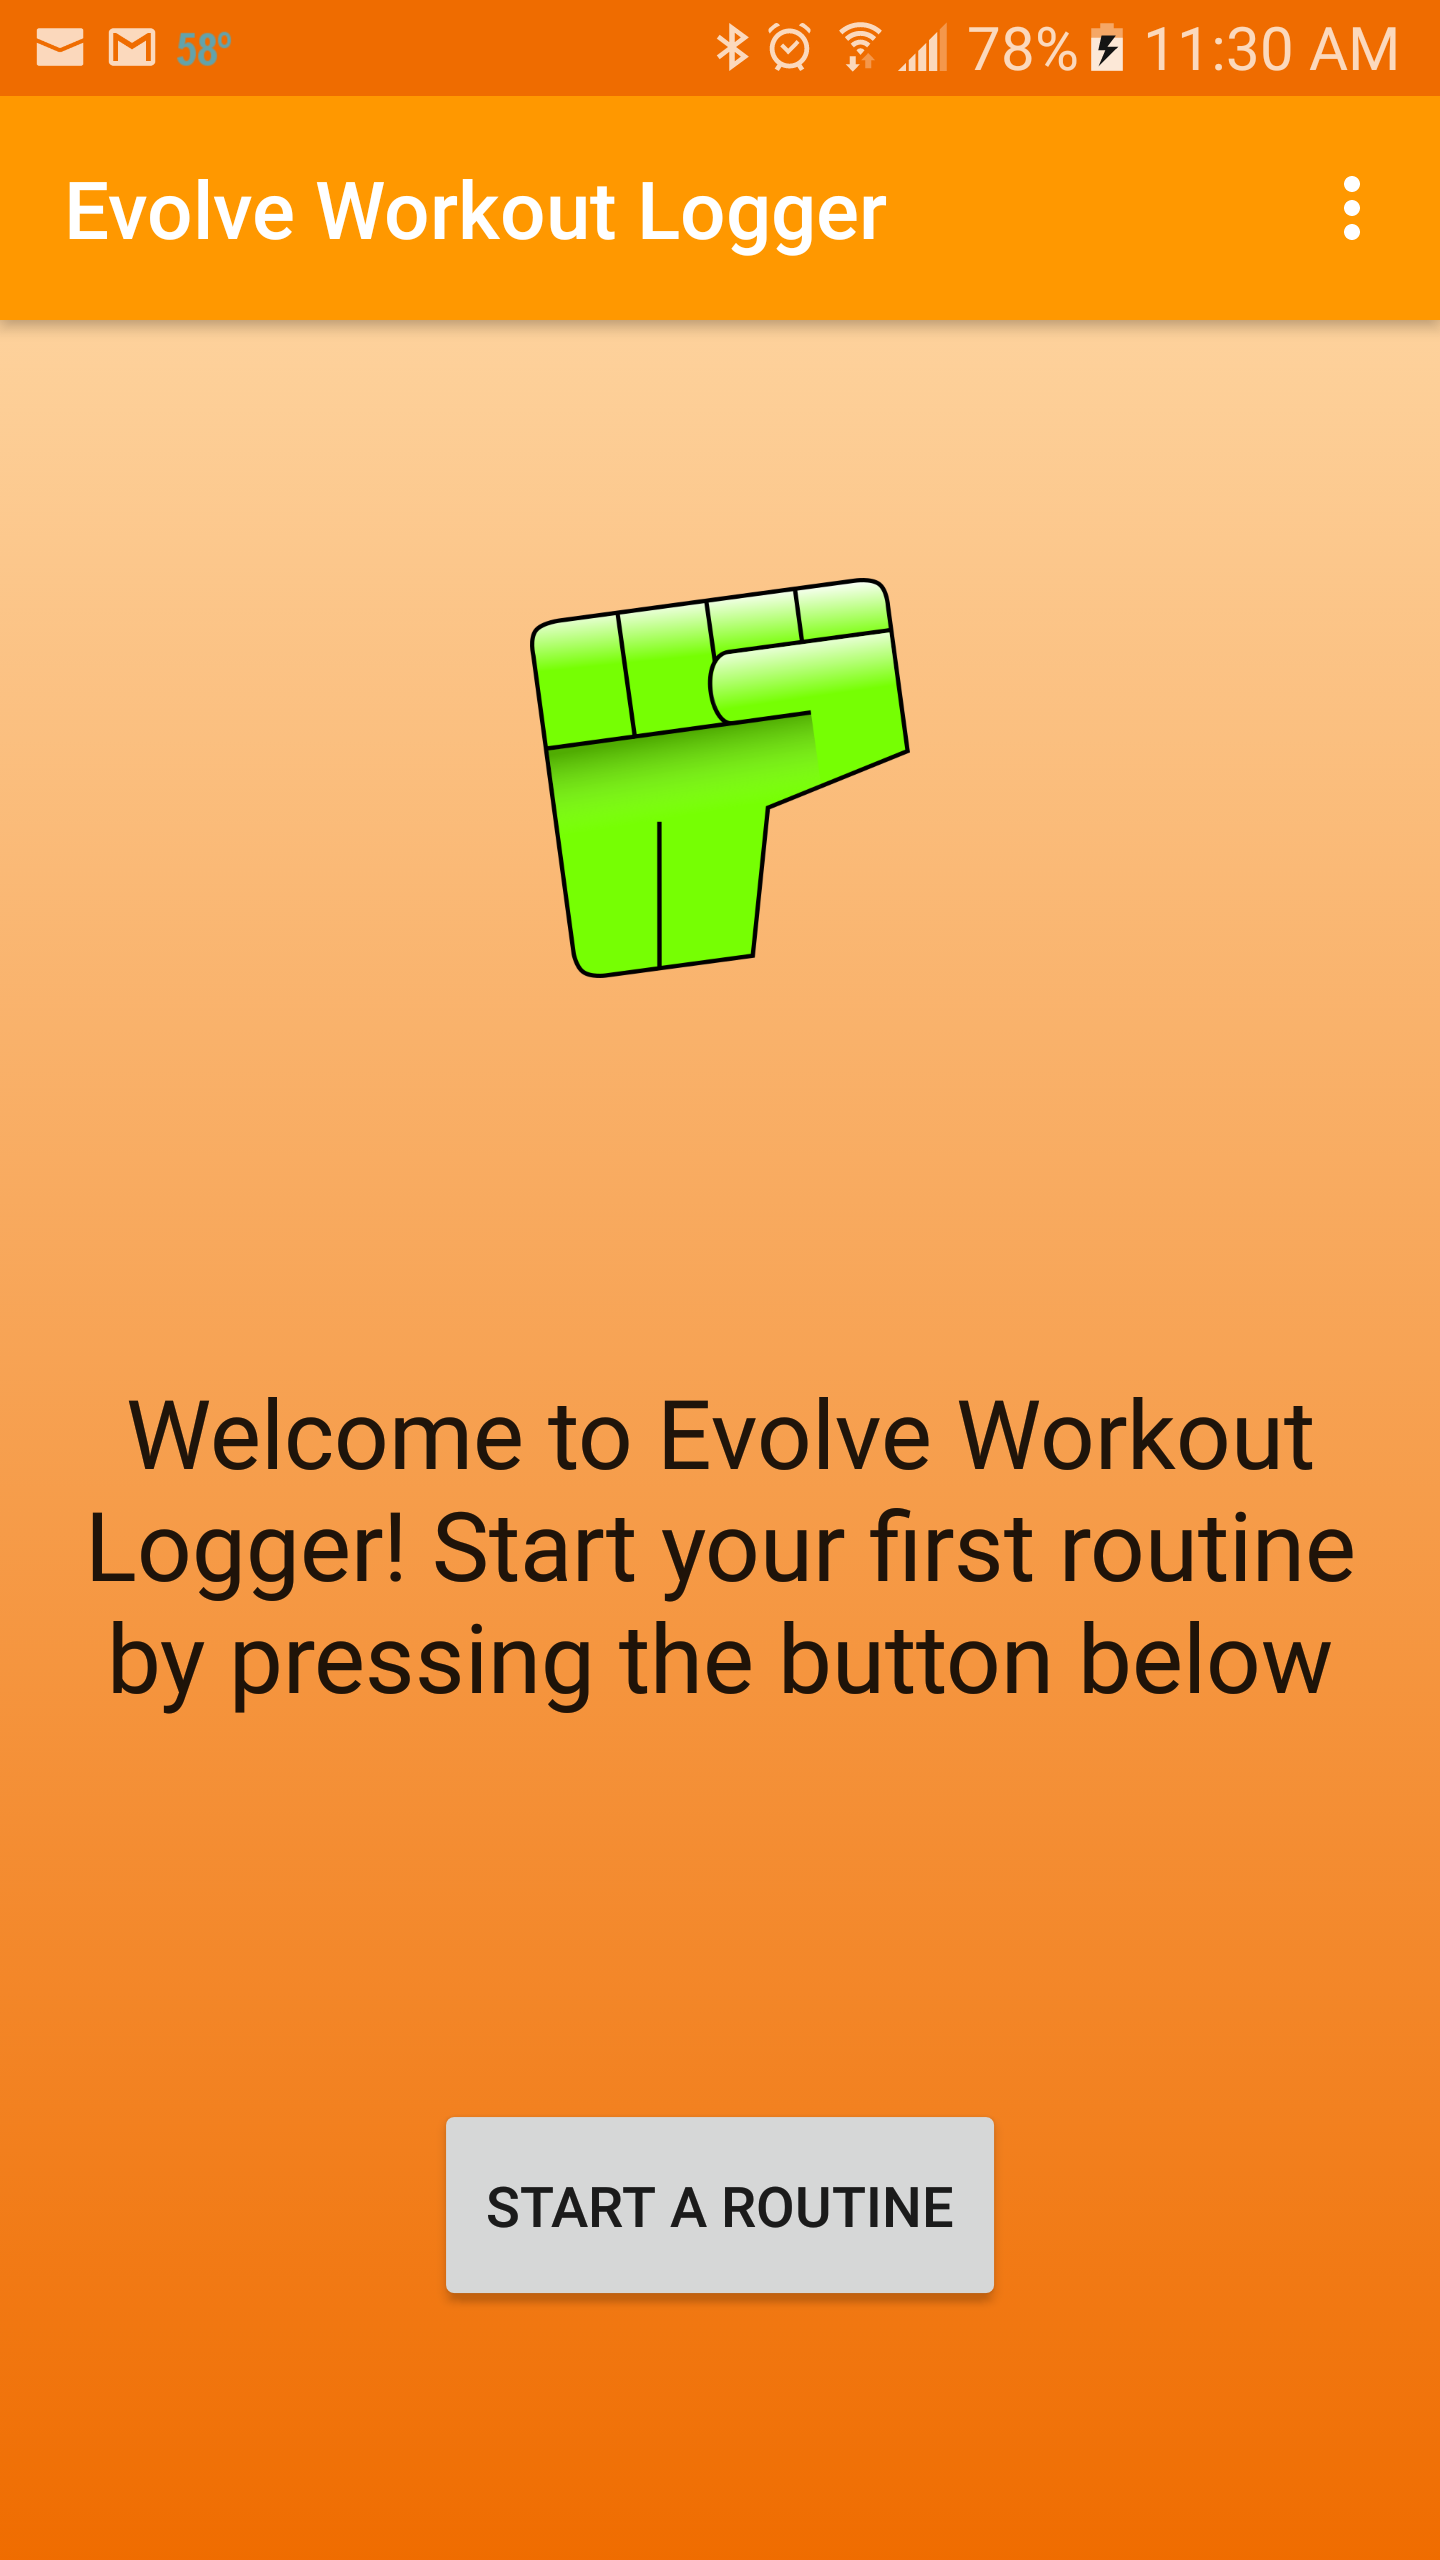 58° 78% 11:30 AM
Evolve Workout Logger
Welcome to Evolve Workout
Logger! Start your first routine
by pressing the button below
START A ROUTINE